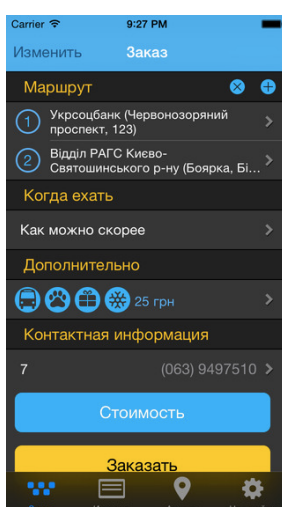 Carrier 9:27 PM
Изменить Заказ
Маршрут
1 Укрсоцбанк (Червонозоряний
проспект, 123)
2 Відділ РАГС Києво-
Святошинського р-ну (Боярка, Бі...
Когда ехать
Как можно скорее
Дополнительно
25 грн
Контактная информация
7 (063) 9497510
Стоимость
Заказать